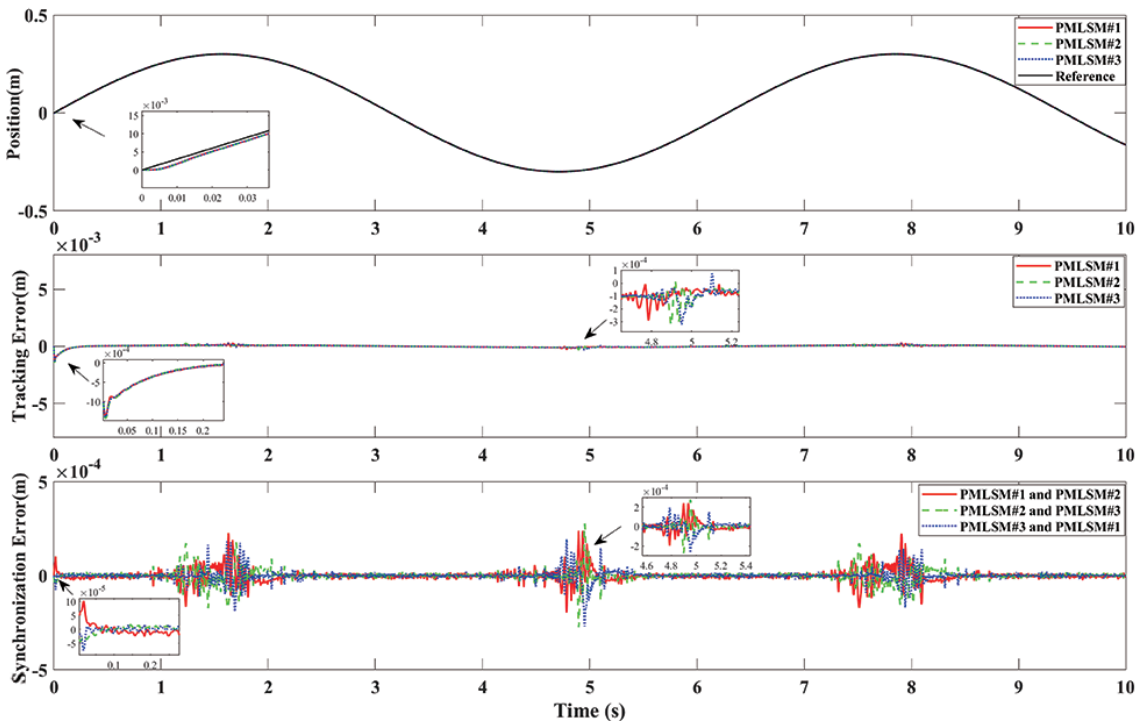 0.5
0
-0.5
Position(m)
PMLSM#1
PMLSM#2
PMLSM#3
Reference
×10⁻³
15
10
5
0
0 0.01 0.02 0.03
0 1 2 3 4 5 6 7 8 9 10
×10⁻³
5
0
-5
Tracking Error(m)
PMLSM#1
PMLSM#2
PMLSM#3
×10⁻⁴
1
0
-1
-2
-3
4.8 5 5.2
×10⁻⁴
0
-5
-10
0.05 0.1 0.15 0.2
0 1 2 3 4 5 6 7 8 9 10
×10⁻⁴
5
0
-5
Synchronization Error(m)
PMLSM#1 and PMLSM#2
PMLSM#2 and PMLSM#3
PMLSM#3 and PMLSM#1
×10⁻⁴
2
0
-2
4.6 4.8 5 5.2 5.4
×10⁻⁵
10
5
0
-5
0.1 0.2
0 1 2 3 4 5 6 7 8 9 10
Time (s)